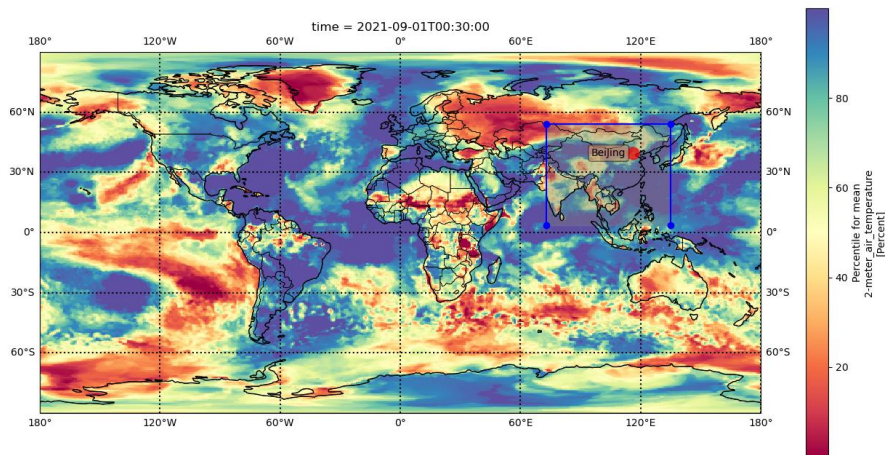 time = 2021-09-01T00:30:00
180° 120°W 60°W 0° 60°E 120°E 180°
60°N 60°N
BeiJing
30°N 30°N
0° 0°
30°S 30°S
60°S 60°S
180° 120°W 60°W 0° 60°E 120°E 180°
80
60
40
20
Percentile for mean
2-meter_air_temperature
[Percent]